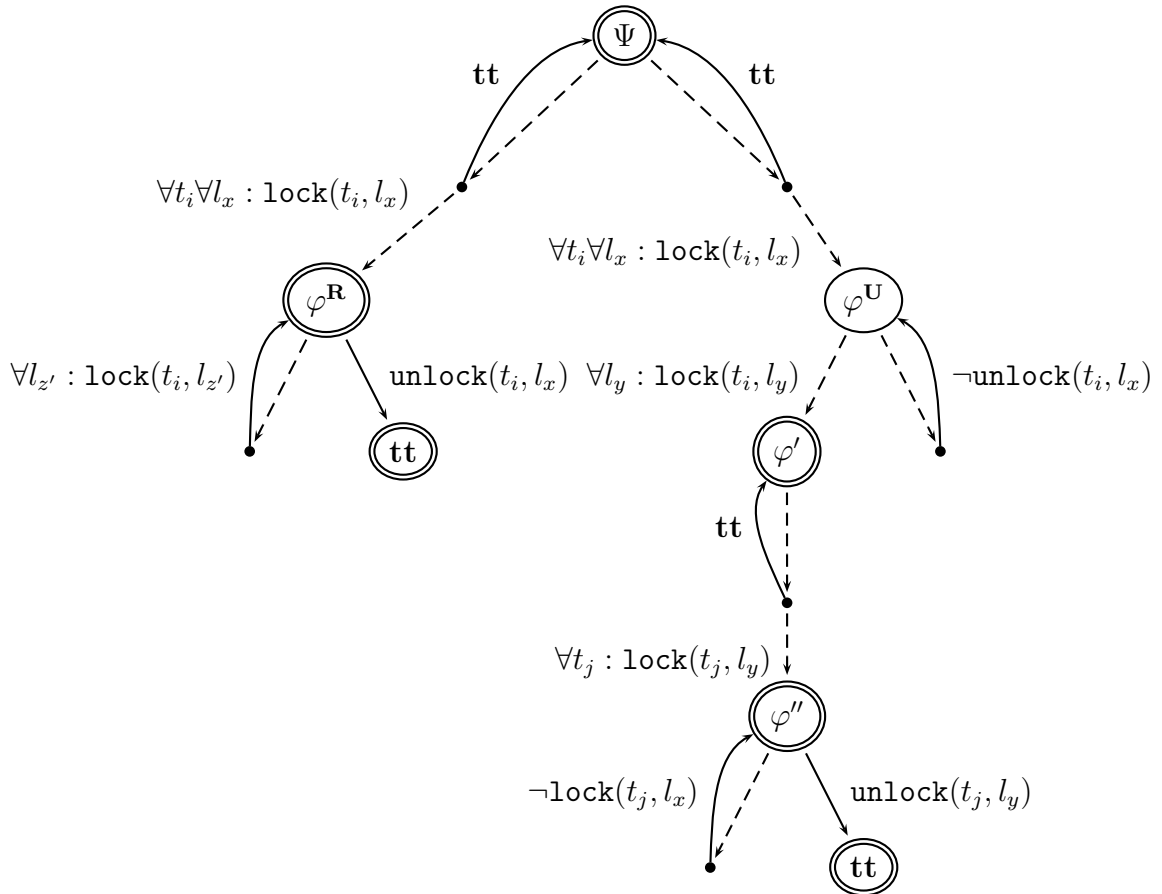 Ψ
tt tt
∀t_i∀l_x : lock(t_i, l_x)
∀t_i∀l_x : lock(t_i, l_x)
φ^R φ^U
∀l_{z'} : lock(t_i, l_{z'}) unlock(t_i, l_x) ∀l_y : lock(t_i, l_y) ¬unlock(t_i, l_x)
tt φ′
tt
∀t_j : lock(t_j, l_y)
φ″
¬lock(t_j, l_x) unlock(t_j, l_y)
tt